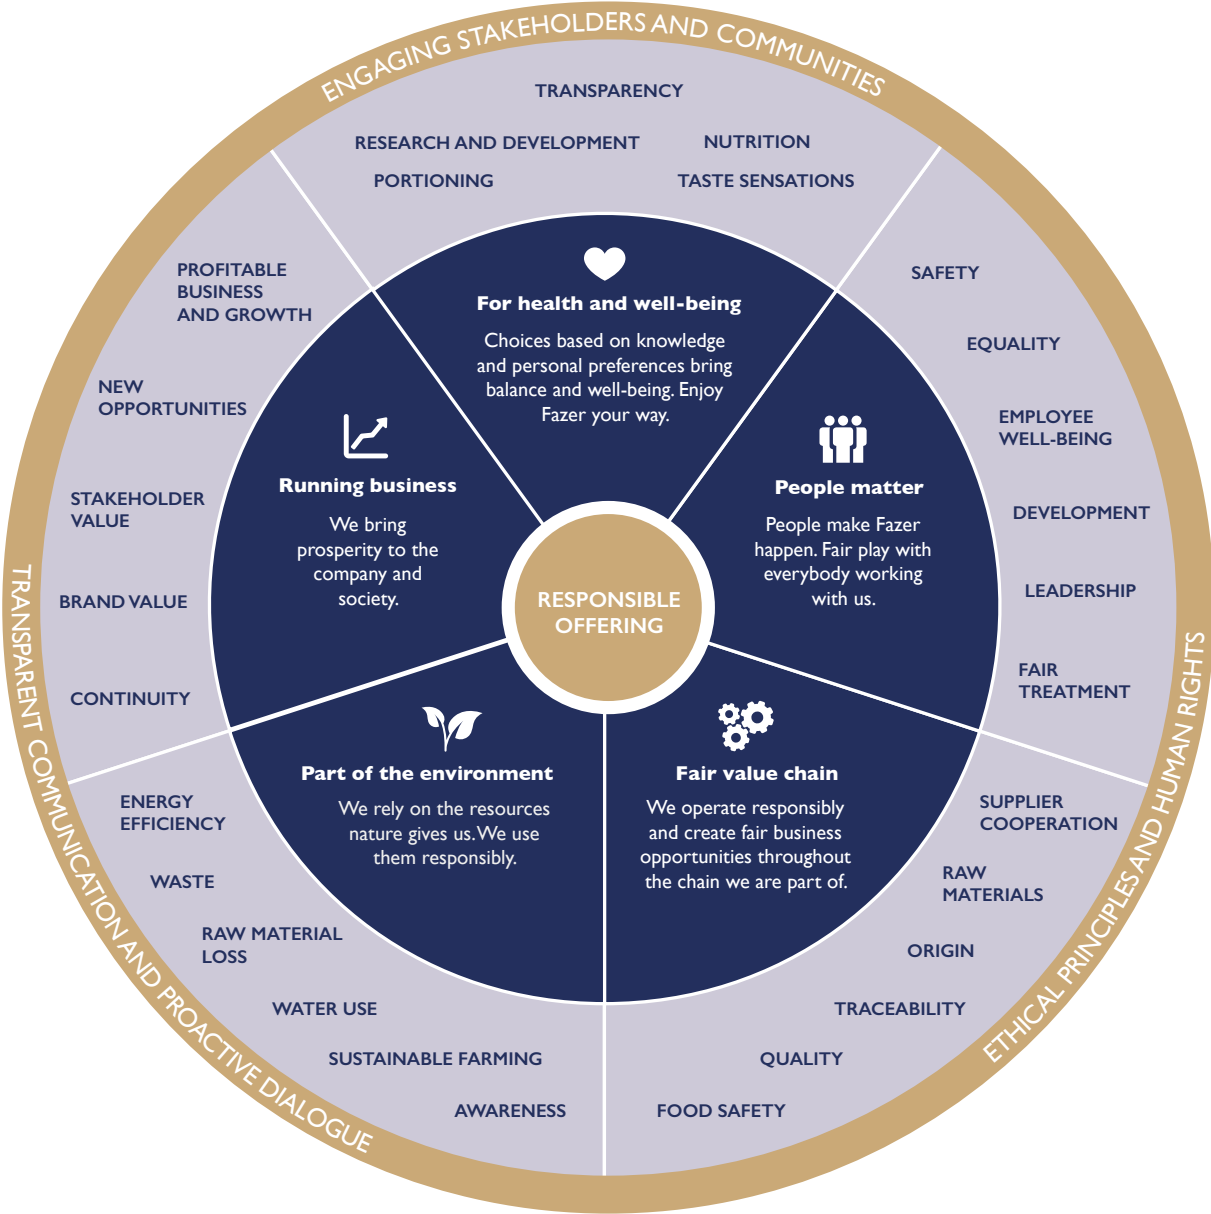 ENGAGING STAKEHOLDERS AND COMMUNITIES
TRANSPARENCY
RESEARCH AND DEVELOPMENT
NUTRITION
PORTIONING
TASTE SENSATIONS
For health and well-being
Choices based on knowledge
and personal preferences bring
balance and well-being. Enjoy
Fazer your way.
SAFETY
EQUALITY
EMPLOYEE
WELL-BEING
DEVELOPMENT
LEADERSHIP
FAIR
TREATMENT
People matter
People make Fazer
happen. Fair play with
everybody working
with us.
ETHICAL PRINCIPLES AND HUMAN RIGHTS
SUPPLIER
COOPERATION
RAW
MATERIALS
ORIGIN
TRACEABILITY
QUALITY
FOOD SAFETY
Fair value chain
We operate responsibly
and create fair business
opportunities throughout
the chain we are part of.
Part of the environment
We rely on the resources
nature gives us. We use
them responsibly.
ENERGY
EFFICIENCY
WASTE
RAW MATERIAL
LOSS
WATER USE
SUSTAINABLE FARMING
AWARENESS
TRANSPARENT COMMUNICATION AND PROACTIVE DIALOGUE
PROFITABLE
BUSINESS
AND GROWTH
NEW
OPPORTUNITIES
STAKEHOLDER
VALUE
BRAND VALUE
CONTINUITY
Running business
We bring
prosperity to the
company and
society.
RESPONSIBLE
OFFERING